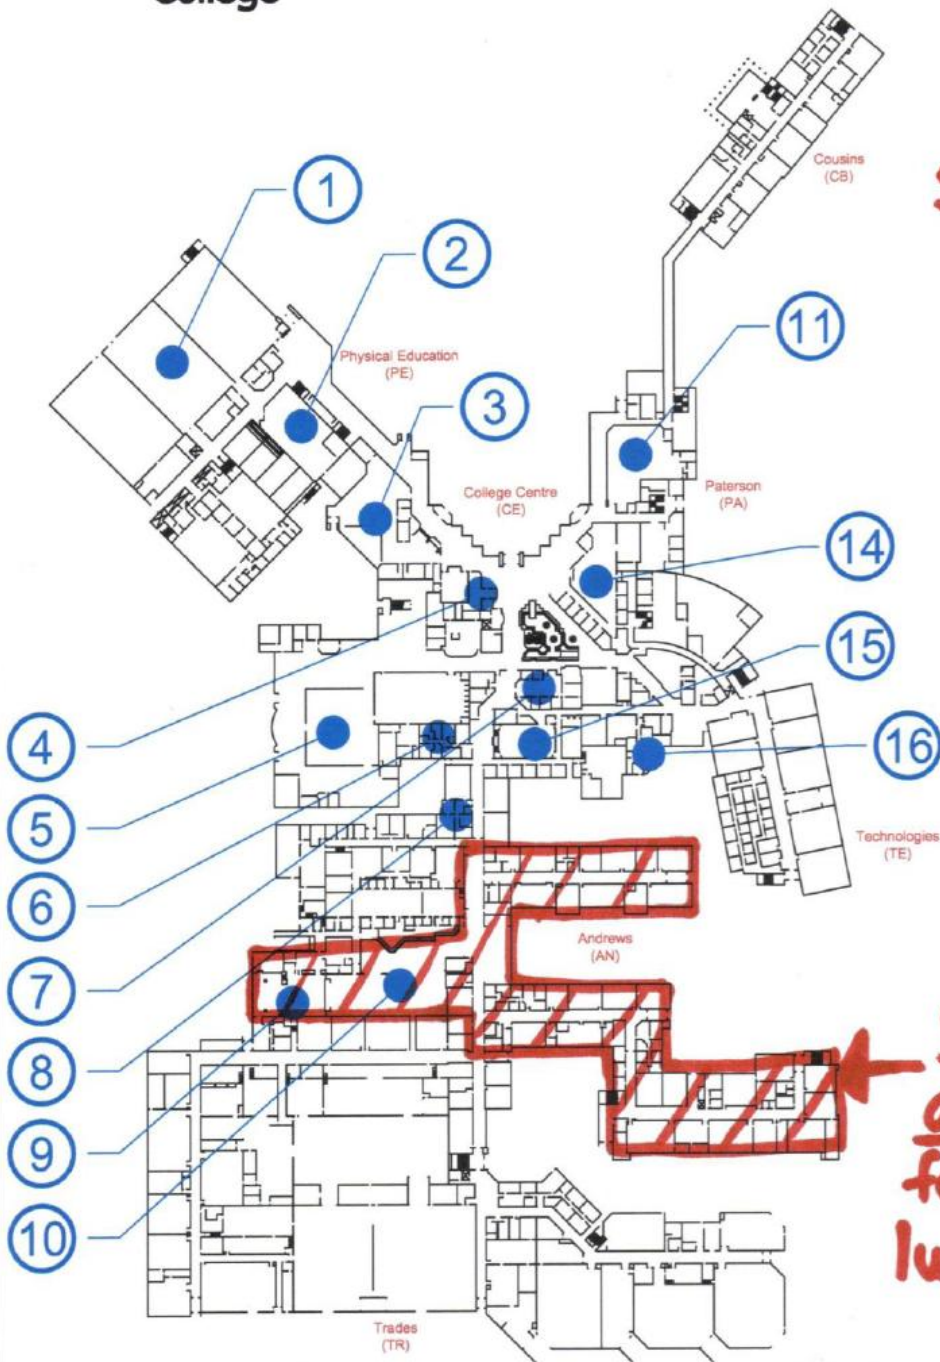 College
Cousins
(CB)
1
2
11
Physical Education
(PE)
3
College Centre
(CE)
Paterson
(PA)
14
15
4
16
5
Technologies
(TE)
6
Andrews
(AN)
7
8
9
10
Trades
(TR)